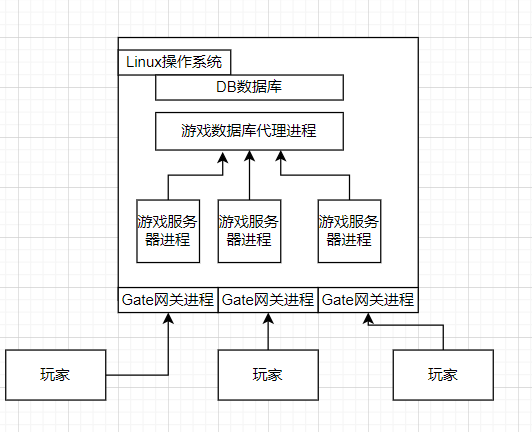 Linux操作系统
DB数据库
游戏数据库代理进程
游戏服务
器进程
游戏服务
器进程
游戏服务
器进程
Gate网关进程
Gate网关进程
Gate网关进程
玩家
玩家
玩家